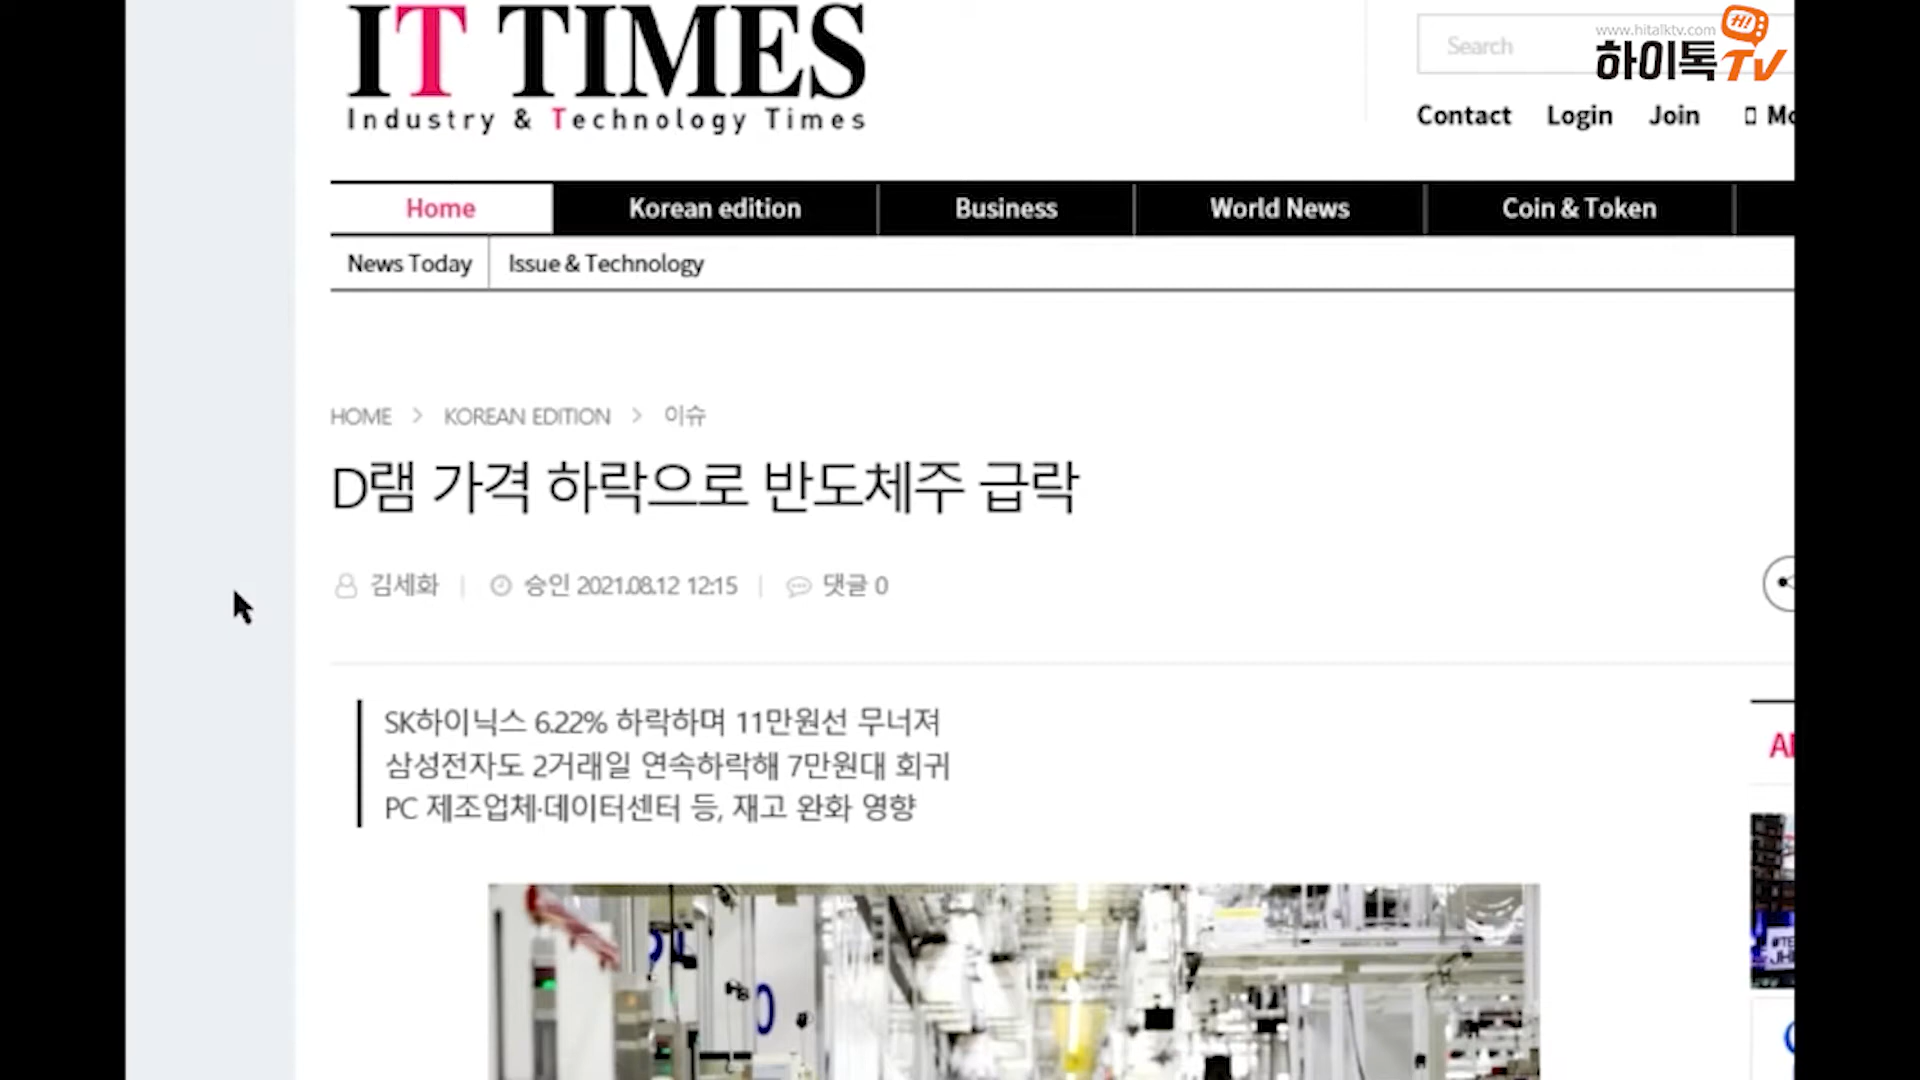 IT TIMES
Industry & Technology Times
Search
www.hitalktv.com
Hi!
하이톡TV
Contact Login Join
Home Korean edition Business World News Coin & Token
News Today Issue & Technology
HOME > KOREAN EDITION > 이슈
D램 가격 하락으로 반도체주 급락
김세화 | 승인 2021.08.12 12:15 | 댓글 0
SK하이닉스 6.22% 하락하며 11만원선 무너져
삼성전자도 2거래일 연속하락해 7만원대 회귀
PC 제조업체·데이터센터 등, 재고 완화 영향